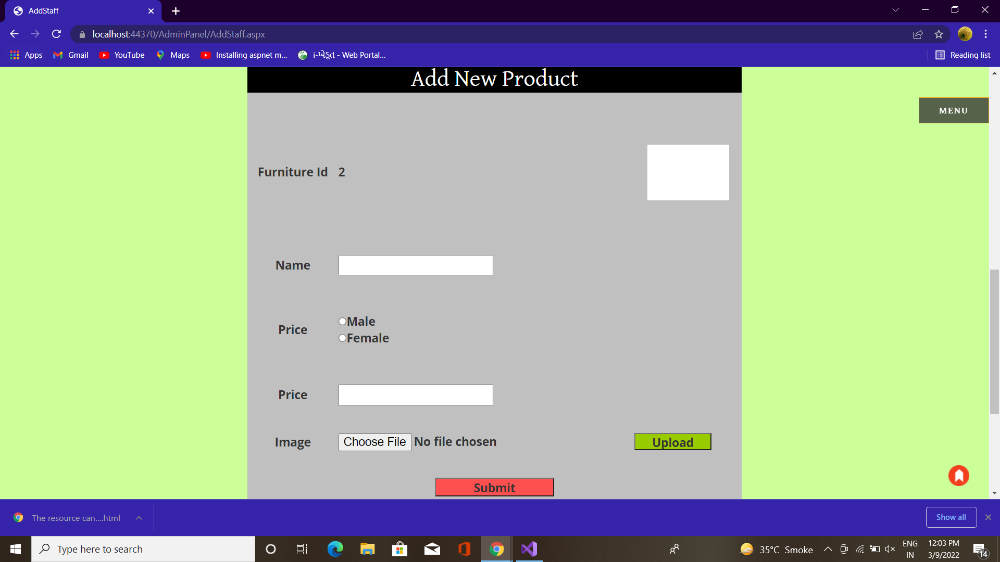 AddStaff
localhost:44370/AdminPanel/AddStaff.aspx
Apps
Gmail
YouTube
Maps
Installing aspnet m...
i-ખેડૂત - Web Portal...
Reading list
Add New Product
MENU
Furniture Id 2
Name
Price
Male
Female
Price
Image
Choose File No file chosen
Upload
Submit
The resource can....html
Show all
Type here to search
35°C Smoke
ENG
IN
12:03 PM
3/9/2022
14